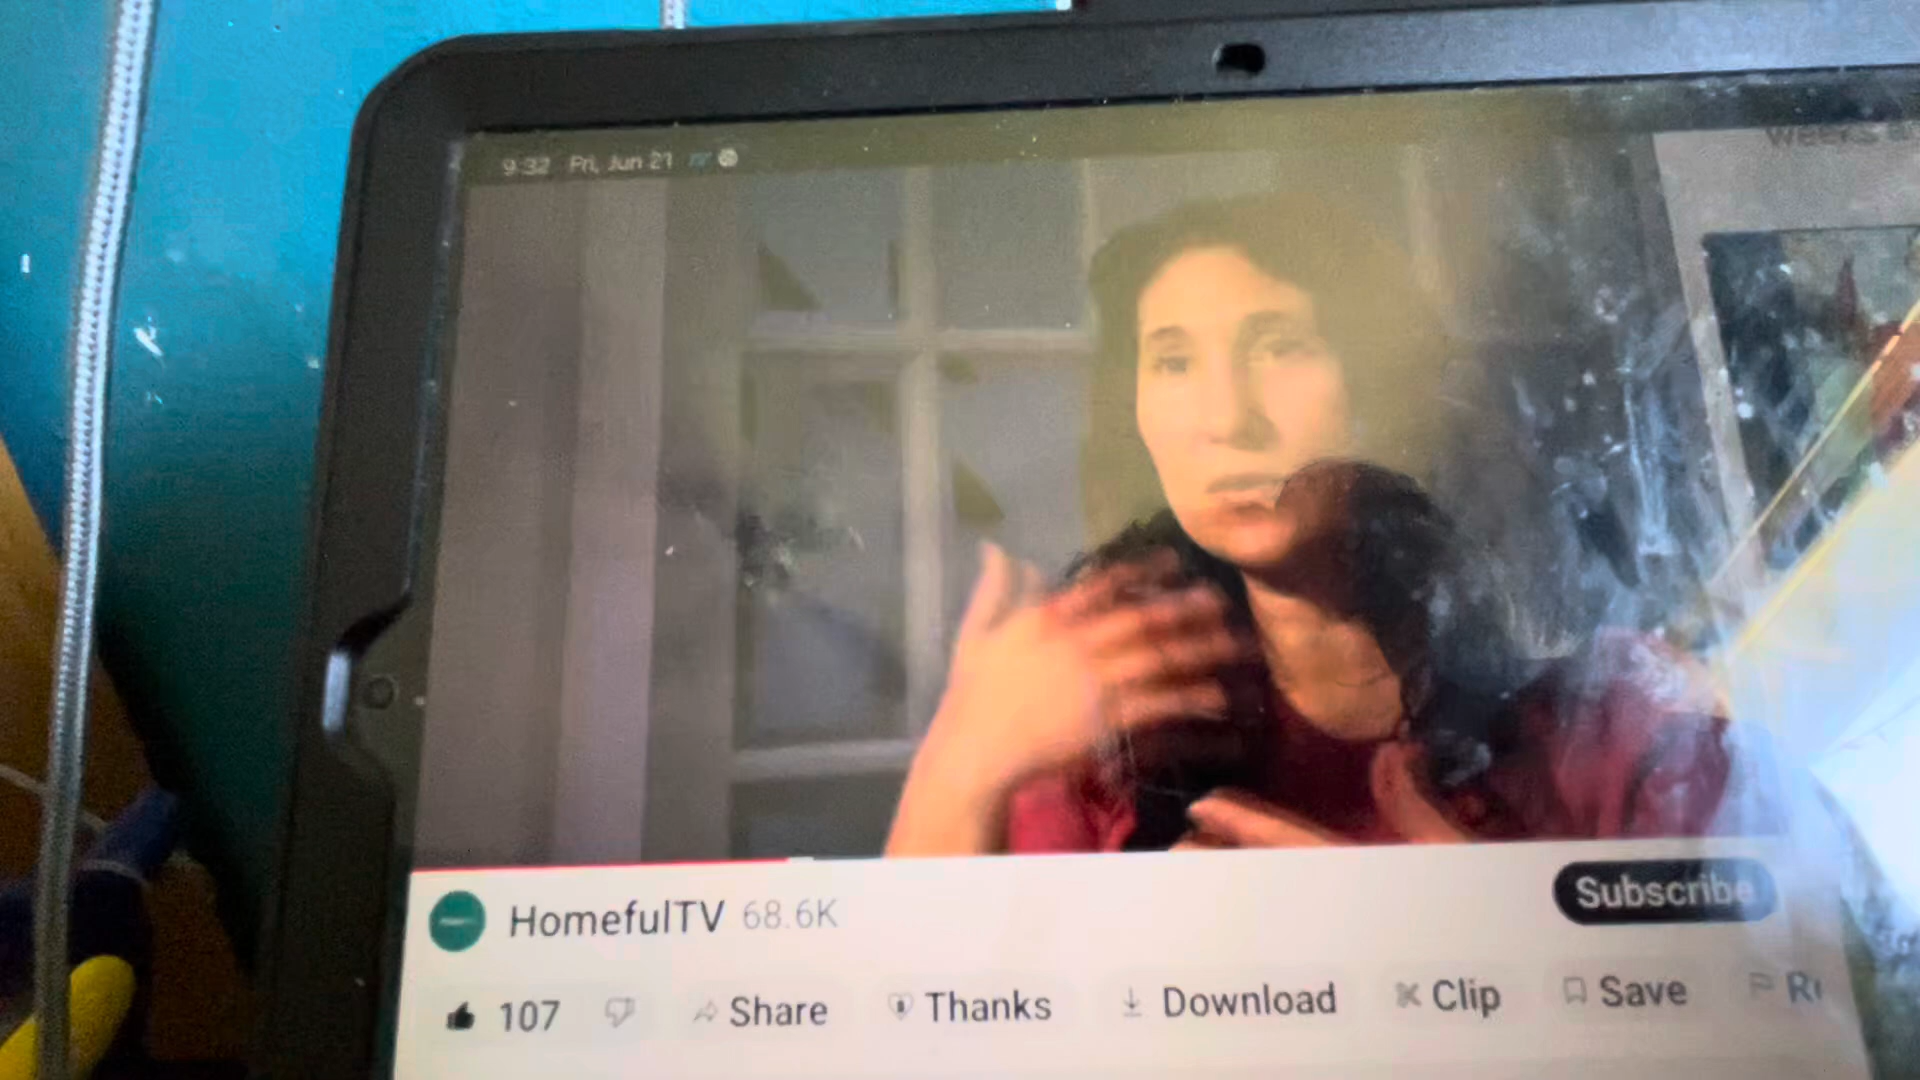 9:32 Fri, Jun 21
HomefulTV 68.6K
Subscribe
107 Share Thanks Download Clip Save